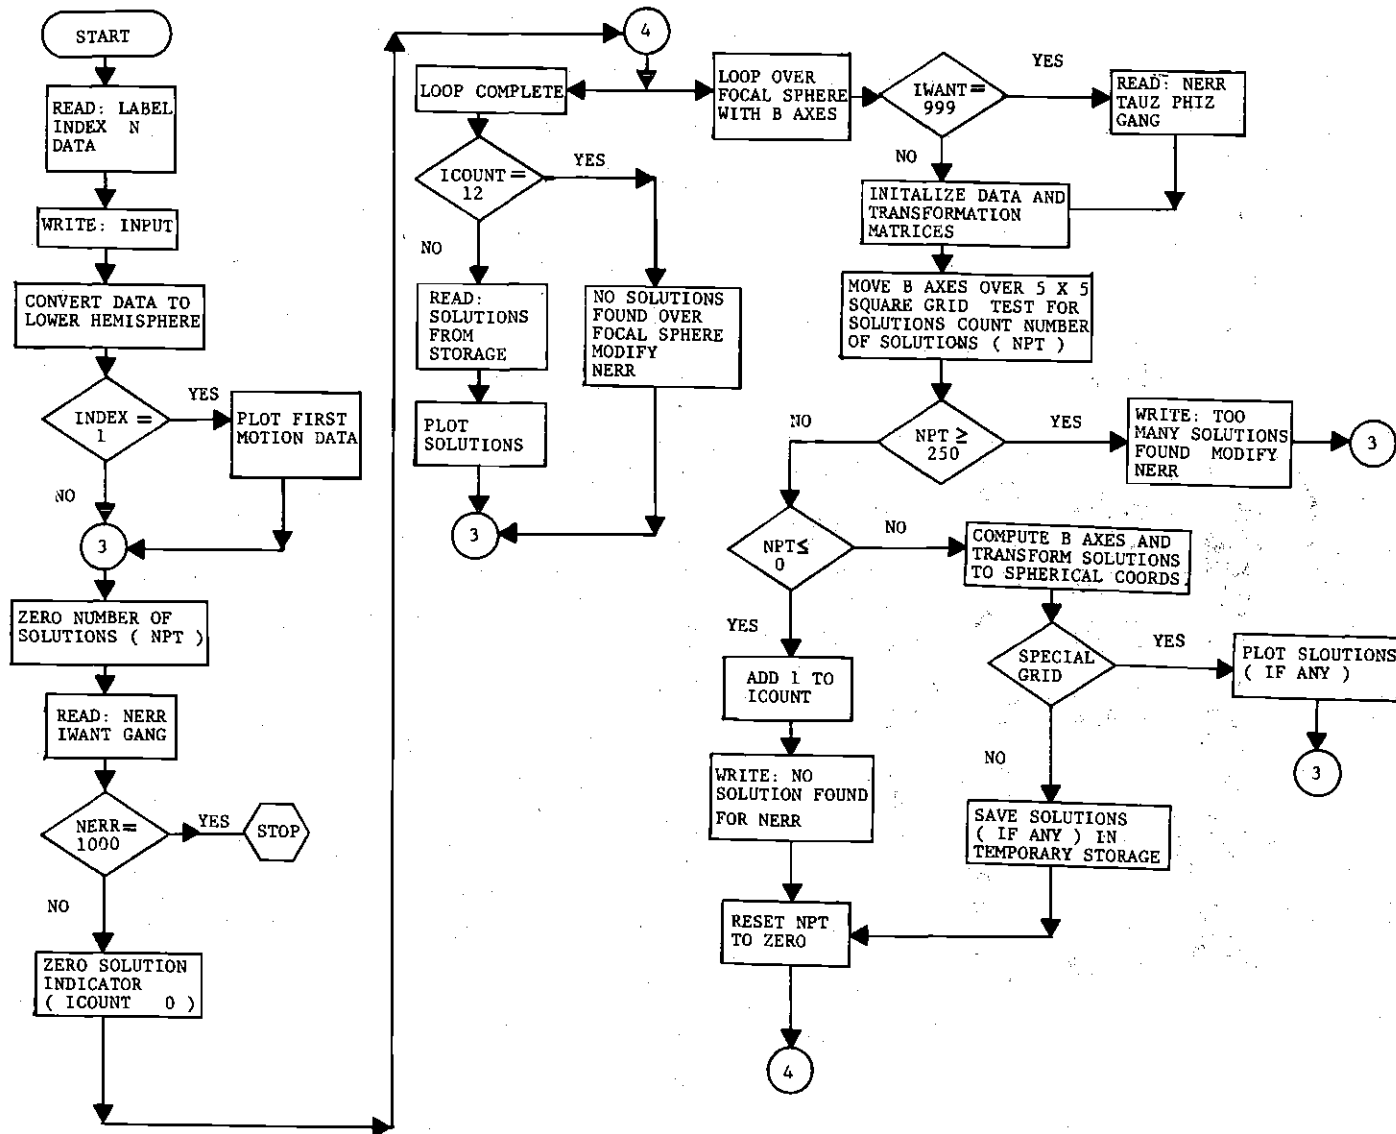 START
READ: LABEL
INDEX N
DATA
WRITE: INPUT
CONVERT DATA TO
LOWER HEMISPHERE
INDEX =
1
YES
PLOT FIRST
MOTION DATA
NO
3
ZERO NUMBER OF
SOLUTIONS ( NPT )
READ: NERR
IWANT GANG
NERR=
1000
YES
STOP
NO
ZERO SOLUTION
INDICATOR
( ICOUNT 0 )
4
LOOP COMPLETE
ICOUNT =
12
YES
NO
READ:
SOLUTIONS
FROM
STORAGE
NO SOLUTIONS
FOUND OVER
FOCAL SPHERE
MODIFY
NERR
PLOT
SOLUTIONS
3
LOOP OVER
FOCAL SPHERE
WITH B AXES
IWANT=
999
YES
READ: NERR
TAUZ PHIZ
GANG
NO
INITALIZE DATA AND
TRANSFORMATION
MATRICES
MOVE B AXES OVER 5 X 5
SQUARE GRID TEST FOR
SOLUTIONS COUNT NUMBER
OF SOLUTIONS ( NPT )
NO
NPT ≥
250
YES
WRITE: TOO
MANY SOLUTIONS
FOUND MODIFY
NERR
3
NPT≤
0
NO
COMPUTE B AXES AND
TRANSFORM SOLUTIONS
TO SPHERICAL COORDS
YES
ADD 1 TO
ICOUNT
SPECIAL
GRID
YES
PLOT SLOUTIONS
( IF ANY )
3
NO
WRITE: NO
SOLUTION FOUND
FOR NERR
SAVE SOLUTIONS
( IF ANY ) IN
TEMPORARY STORAGE
RESET NPT
TO ZERO
4